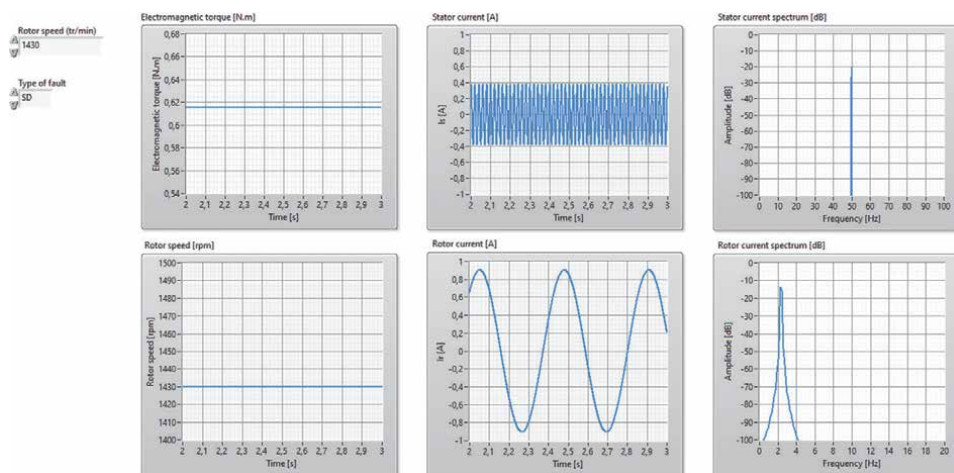 Rotor speed (tr/min)
1430
Type of fault
SD
Electromagnetic torque [N.m]
Electromagnetic torque [N.m]
0,68
0,66
0,64
0,62
0,6
0,58
0,56
0,54
2 2,1 2,2 2,3 2,4 2,5 2,6 2,7 2,8 2,9 3
Time [s]
Stator current [A]
Is [A]
1
0,8
0,6
0,4
0,2
0
-0,2
-0,4
-0,6
-0,8
-1
2 2,1 2,2 2,3 2,4 2,5 2,6 2,7 2,8 2,9 3
Time [s]
Stator current spectrum [dB]
Amplitude [dB]
0
-10
-20
-30
-40
-50
-60
-70
-80
-90
-100
0 10 20 30 40 50 60 70 80 90 100
Frequency [Hz]
Rotor speed [rpm]
Rotor speed [rpm]
1500
1490
1480
1470
1460
1450
1440
1430
1420
1410
1400
2 2,1 2,2 2,3 2,4 2,5 2,6 2,7 2,8 2,9 3
Time [s]
Rotor current [A]
Ir [A]
1
0,8
0,6
0,4
0,2
0
-0,2
-0,4
-0,6
-0,8
-1
2 2,1 2,2 2,3 2,4 2,5 2,6 2,7 2,8 2,9 3
Time [s]
Rotor current spectrum [dB]
Amplitude [dB]
0
-10
-20
-30
-40
-50
-60
-70
-80
-90
-100
0 2 4 6 8 10 12 14 16 18 20
Frequency [Hz]